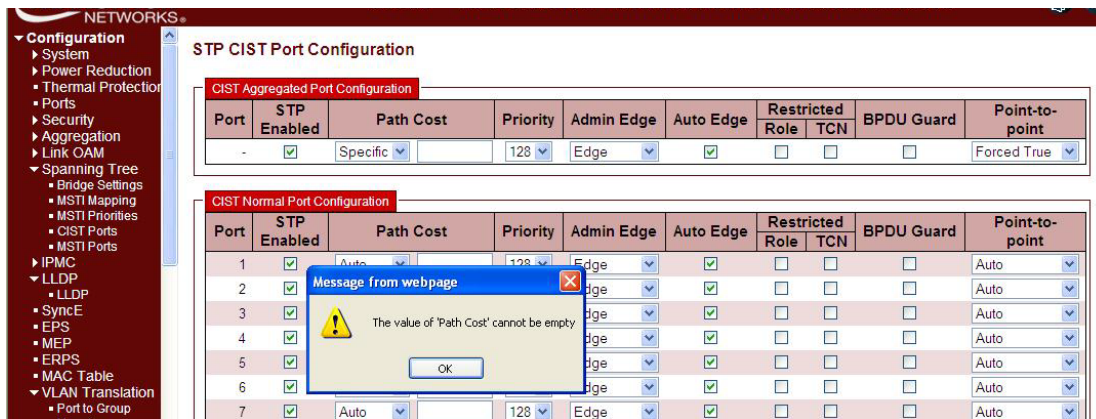 NETWORKS®
Configuration
System
Power Reduction
Thermal Protection
Ports
Security
Aggregation
Link OAM
Spanning Tree
Bridge Settings
MSTI Mapping
MSTI Priorities
CIST Ports
MSTI Ports
IPMC
LLDP
LLDP
SyncE
EPS
MEP
ERPS
MAC Table
VLAN Translation
Port to Group
STP CIST Port Configuration
CIST Aggregated Port Configuration
Port STP Enabled Path Cost Priority Admin Edge Auto Edge Restricted Role TCN BPDU Guard Point-to-point
- Specific 128 Edge Forced True
CIST Normal Port Configuration
Port STP Enabled Path Cost Priority Admin Edge Auto Edge Restricted Role TCN BPDU Guard Point-to-point
1 Auto 128 Edge Auto
2 dge Auto
3 dge Auto
4 dge Auto
5 dge Auto
6 dge Auto
7 Auto 128 Edge Auto
Message from webpage
The value of 'Path Cost' cannot be empty
OK